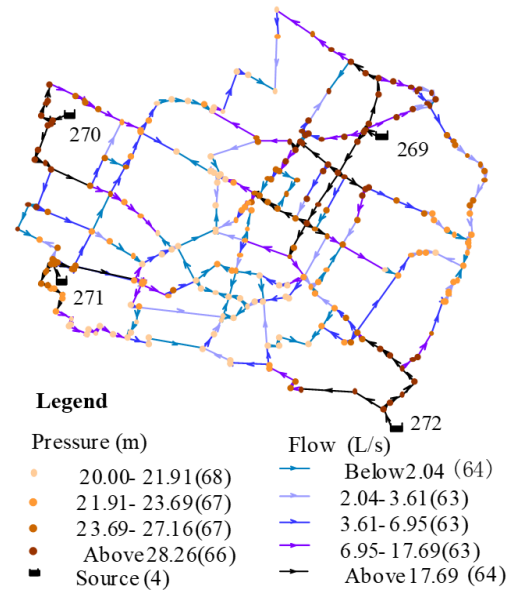 270
269
271
272
Legend
Pressure (m)
20.00- 21.91(68)
21.91- 23.69(67)
23.69- 27.16(67)
Above 28.26(66)
Source (4)
Flow (L/s)
Below2.04 (64)
2.04-3.61(63)
3.61-6.95(63)
6.95-17.69(63)
Above17.69 (64)